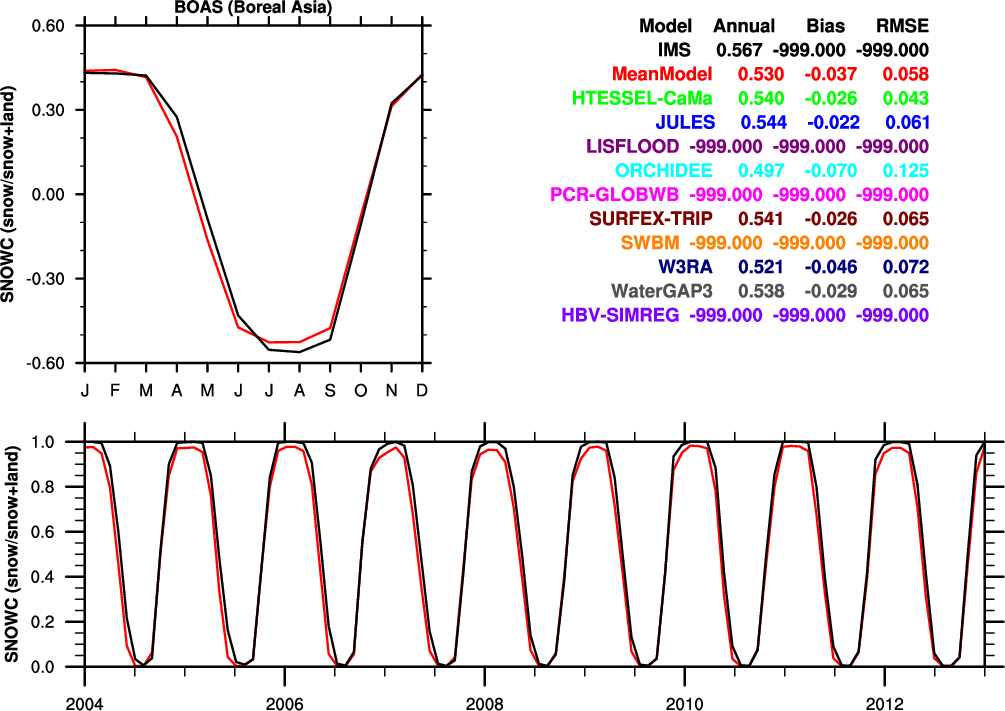 BOAS (Boreal Asia)
SNOWC (snow/snow+land)
0.60
0.30
0.00
-0.30
-0.60
J F M A M J J A S O N D
Model Annual Bias RMSE
IMS 0.567 -999.000 -999.000
MeanModel 0.530 -0.037 0.058
HTESSEL-CaMa 0.540 -0.026 0.043
JULES 0.544 -0.022 0.061
LISFLOOD -999.000 -999.000 -999.000
ORCHIDEE 0.497 -0.070 0.125
PCR-GLOBWB -999.000 -999.000 -999.000
SURFEX-TRIP 0.541 -0.026 0.065
SWBM -999.000 -999.000 -999.000
W3RA 0.521 -0.046 0.072
WaterGAP3 0.538 -0.029 0.065
HBV-SIMREG -999.000 -999.000 -999.000
SNOWC (snow/snow+land)
1.0
0.8
0.6
0.4
0.2
0.0
2004 2006 2008 2010 2012